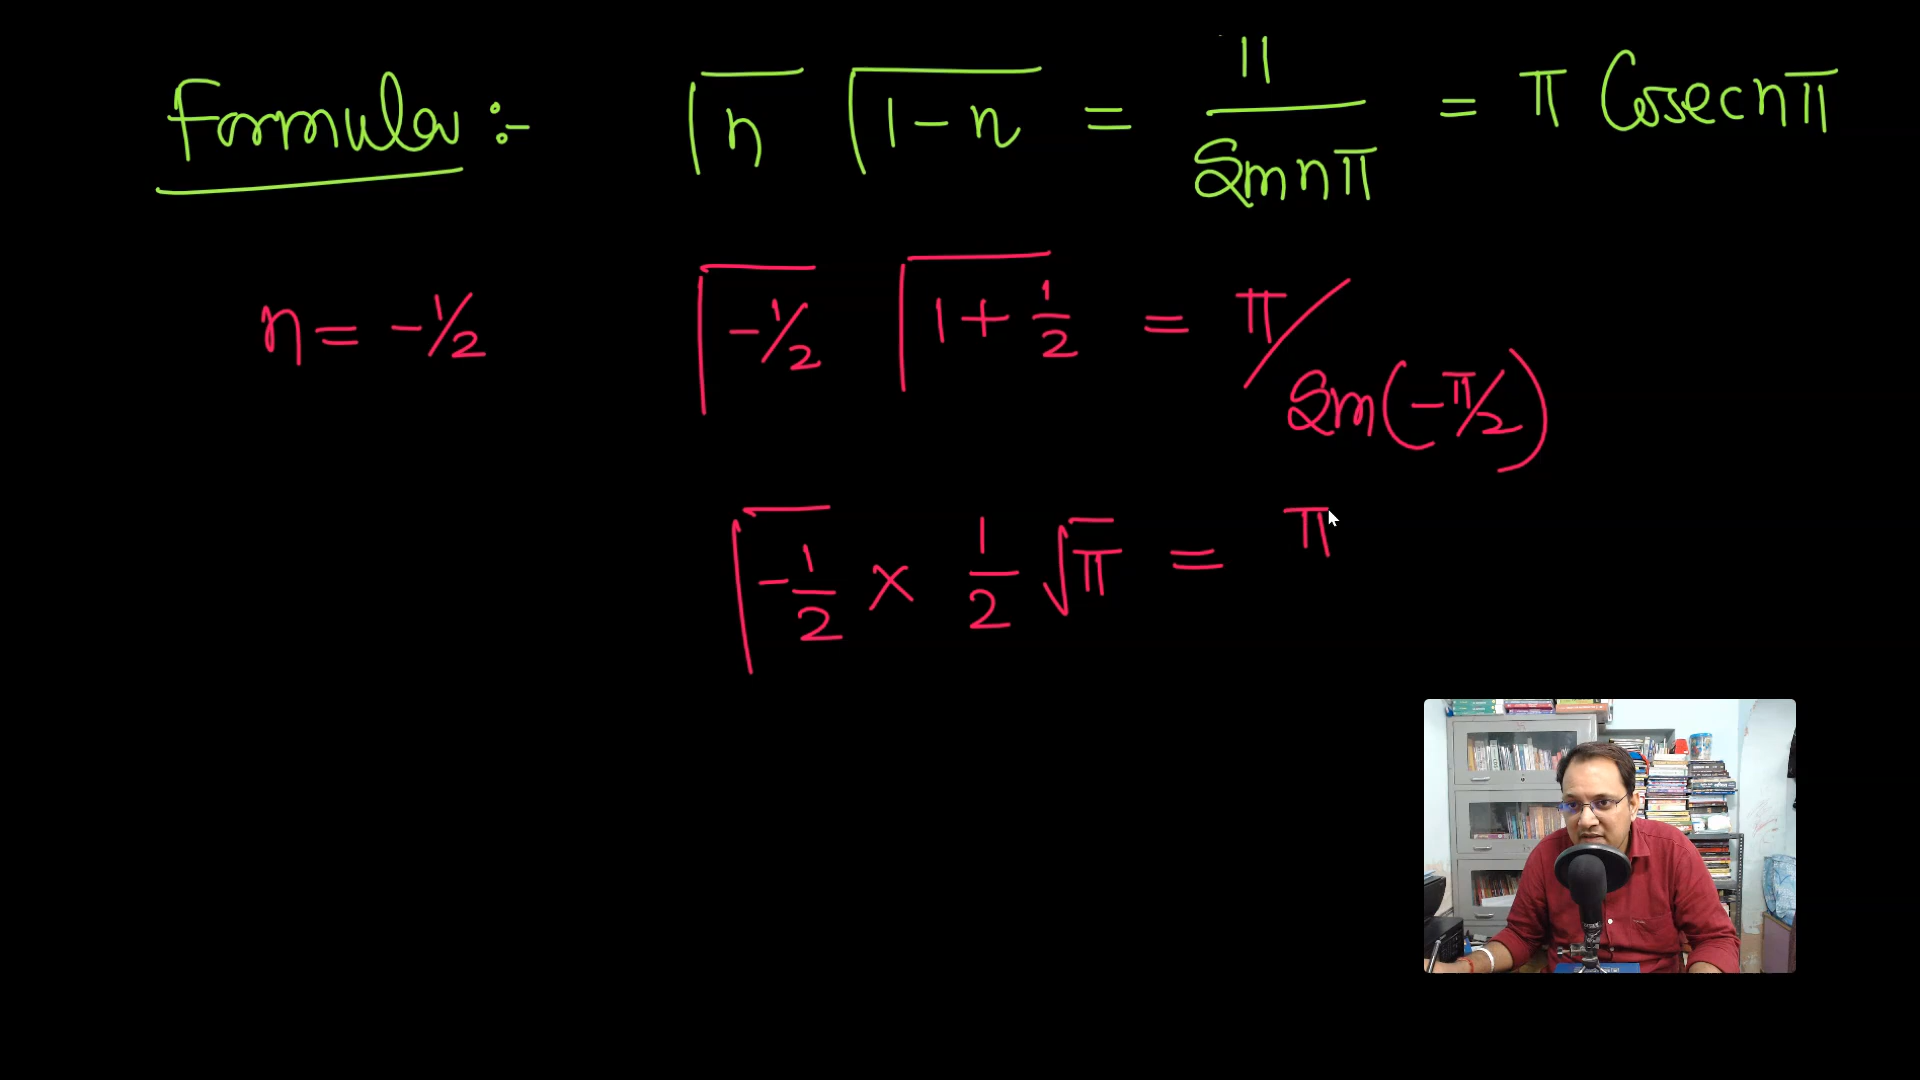 Formula :- Γn Γ1-n = π/Sin nπ = π Cosec nπ
n = -1/2 Γ-1/2 Γ1+1/2 = π/Sin(-π/2)
Γ-1/2 × 1/2 √π = π